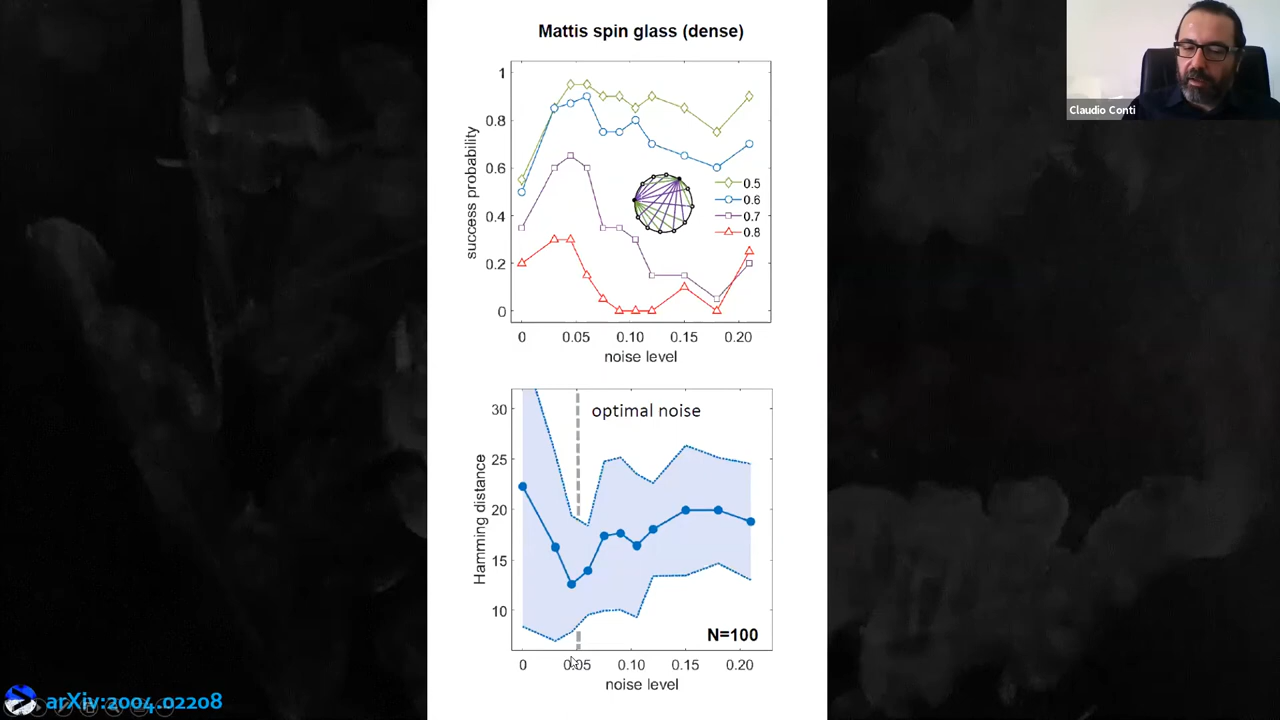 Mattis spin glass (dense)
Claudio Conti
1
0.8
0.6
0.4
0.2
0
success probability
0.5
0.6
0.7
0.8
0 0.05 0.10 0.15 0.20
noise level
optimal noise
30
25
20
15
10
Hamming distance
N=100
0 0.05 0.10 0.15 0.20
noise level
arXiv:2004.02208